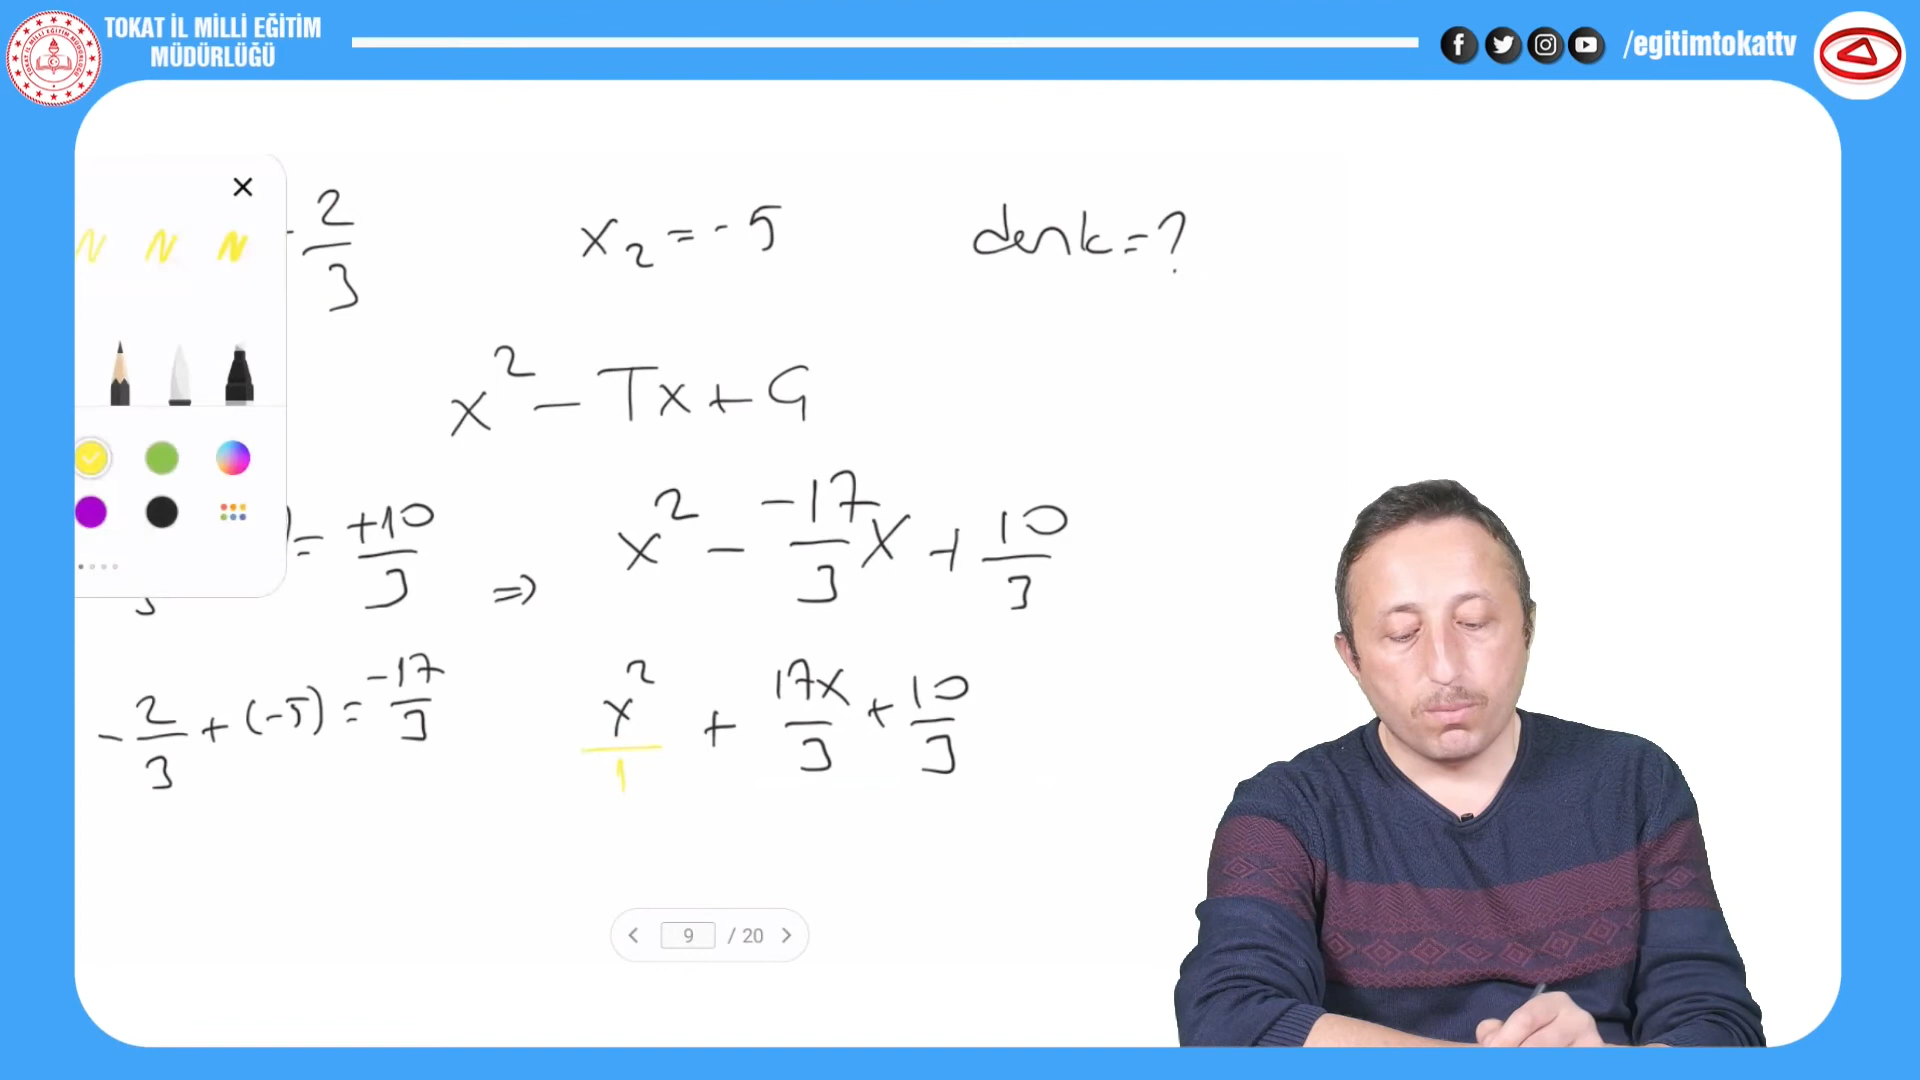 TOKAT İL MİLLİ EĞİTİM
MÜDÜRLÜĞÜ
/egitimtokattv
- 2/3
x₂ = -5
denk = ?
x² - Tx + Ç
= +10/3
⇒ x² - -17/3 x + 10/3
- 2/3 + (-5) = -17/3
x²/1 + 17x/3 + 10/3
9 / 20